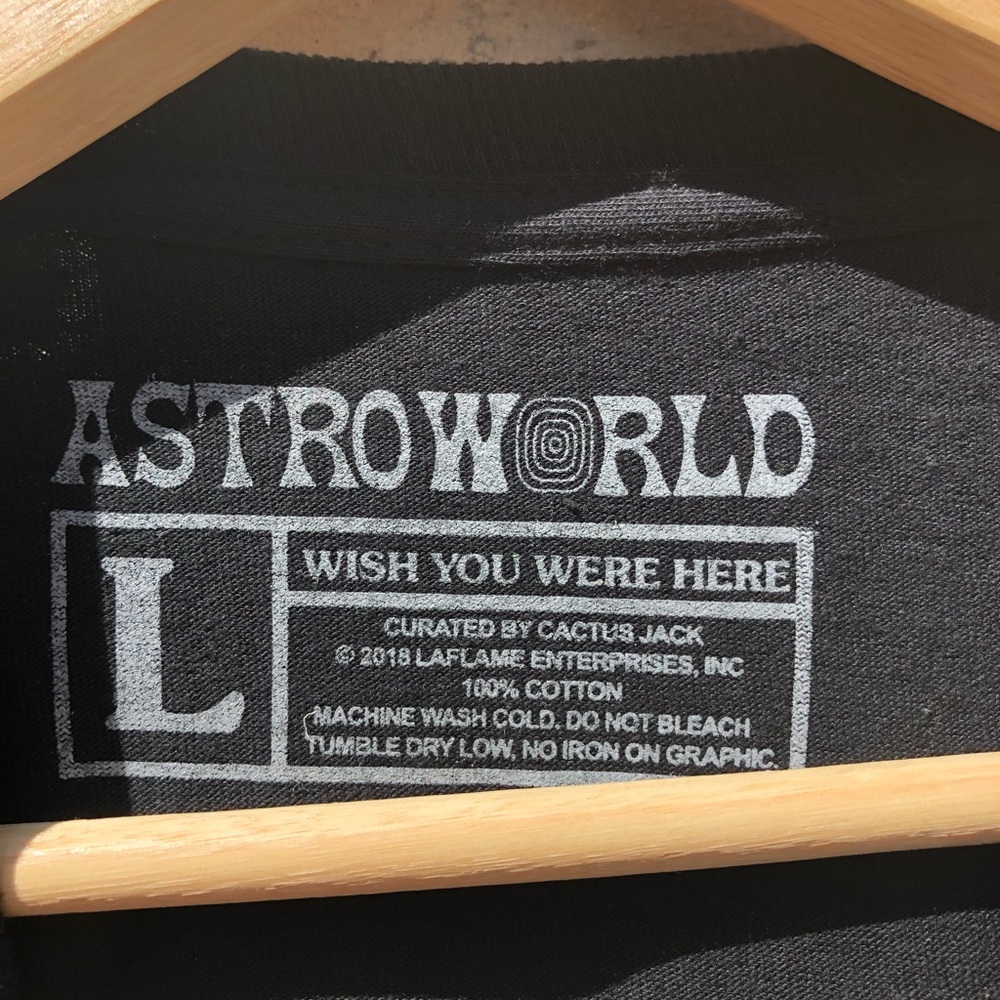 ASTROWORLD
L
WISH YOU WERE HERE
CURATED BY CACTUS JACK
© 2018 LAFLAME ENTERPRISES, INC
100% COTTON
MACHINE WASH COLD. DO NOT BLEACH
TUMBLE DRY LOW, NO IRON ON GRAPHIC.